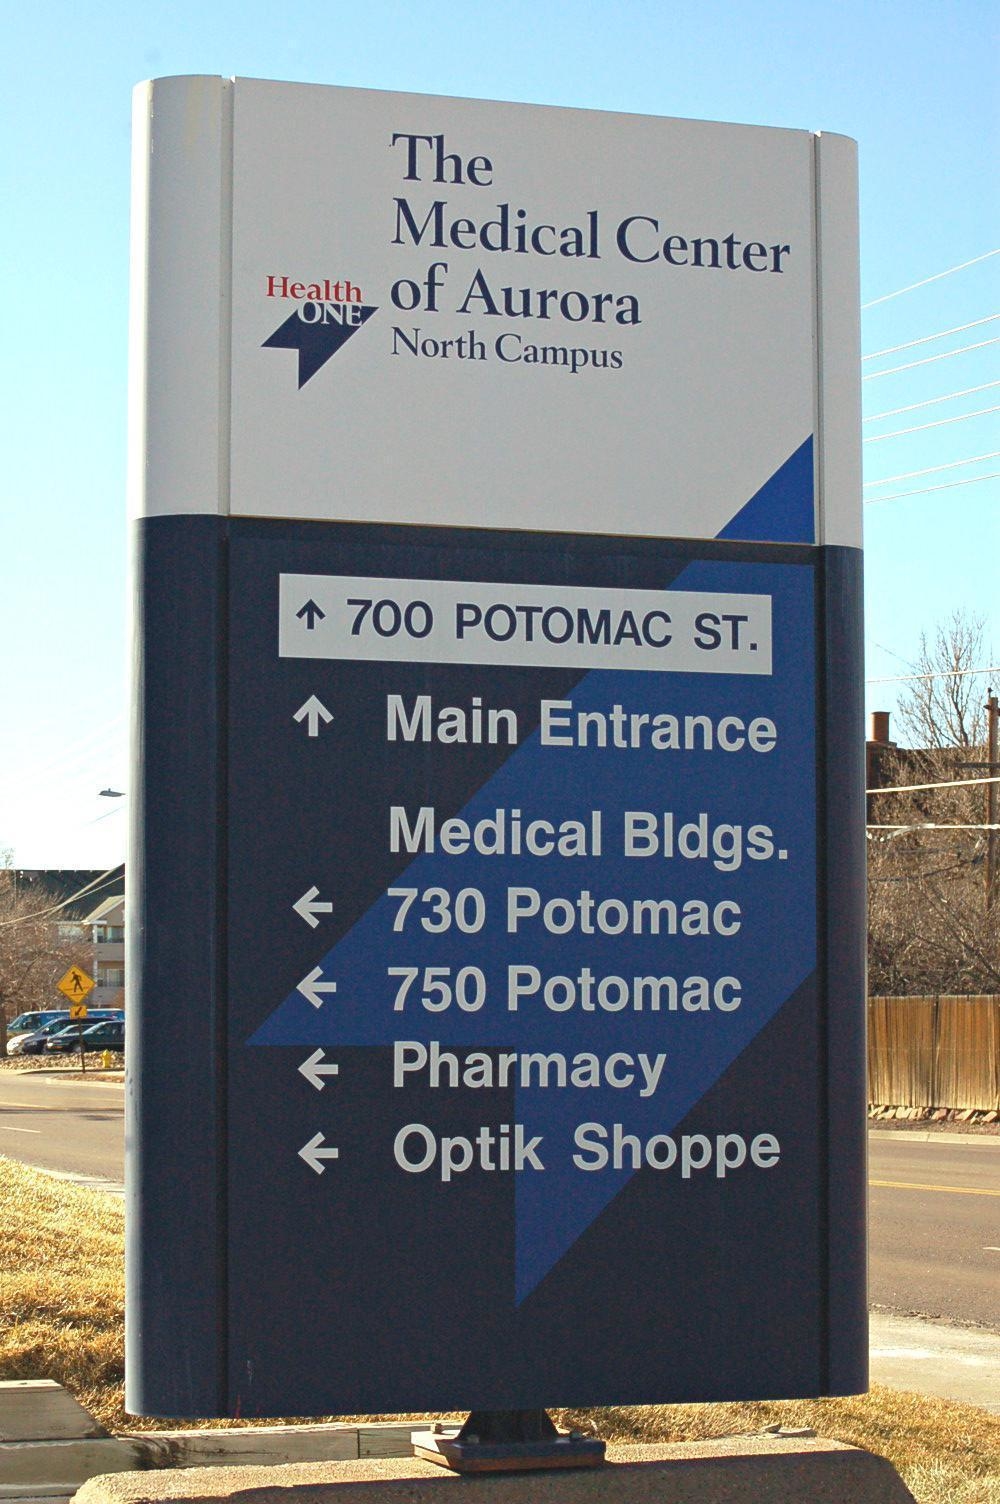 The
Medical Center
of Aurora
North Campus
Health
ONE
↑ 700 POTOMAC ST.
↑ Main Entrance
Medical Bldgs.
← 730 Potomac
← 750 Potomac
← Pharmacy
← Optik Shoppe